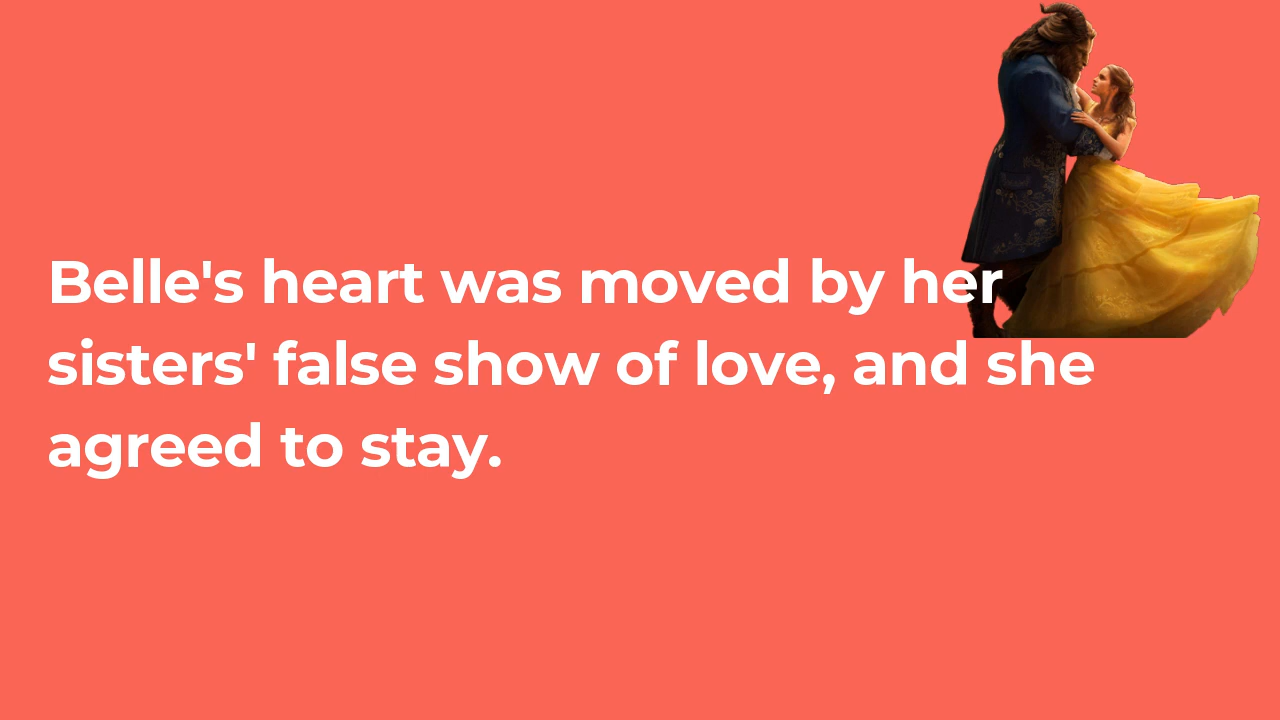 Belle's heart was moved by her
sisters' false show of love, and she
agreed to stay.